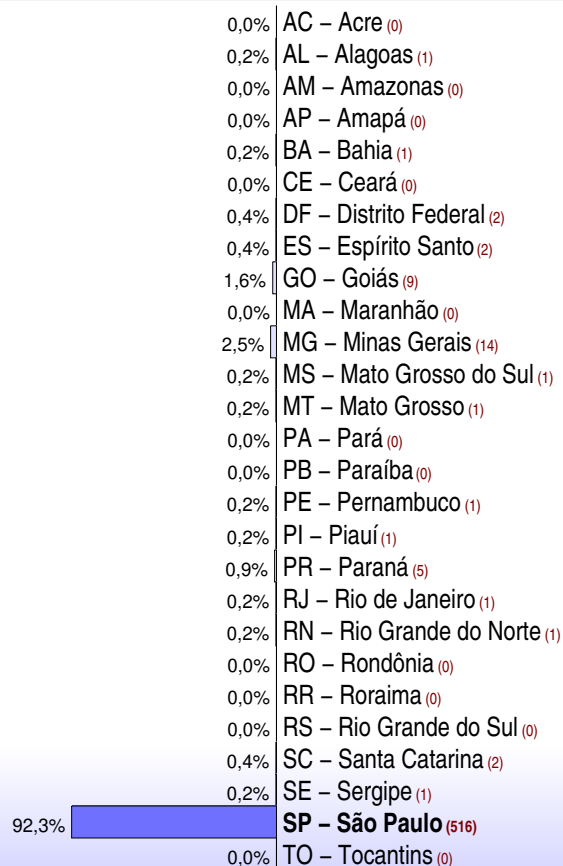 0,0% AC – Acre (0)
0,2% AL – Alagoas (1)
0,0% AM – Amazonas (0)
0,0% AP – Amapá (0)
0,2% BA – Bahia (1)
0,0% CE – Ceará (0)
0,4% DF – Distrito Federal (2)
0,4% ES – Espírito Santo (2)
1,6% GO – Goiás (9)
0,0% MA – Maranhão (0)
2,5% MG – Minas Gerais (14)
0,2% MS – Mato Grosso do Sul (1)
0,2% MT – Mato Grosso (1)
0,0% PA – Pará (0)
0,0% PB – Paraíba (0)
0,2% PE – Pernambuco (1)
0,2% PI – Piauí (1)
0,9% PR – Paraná (5)
0,2% RJ – Rio de Janeiro (1)
0,2% RN – Rio Grande do Norte (1)
0,0% RO – Rondônia (0)
0,0% RR – Roraima (0)
0,0% RS – Rio Grande do Sul (0)
0,4% SC – Santa Catarina (2)
0,2% SE – Sergipe (1)
92,3% SP – São Paulo (516)
0,0% TO – Tocantins (0)